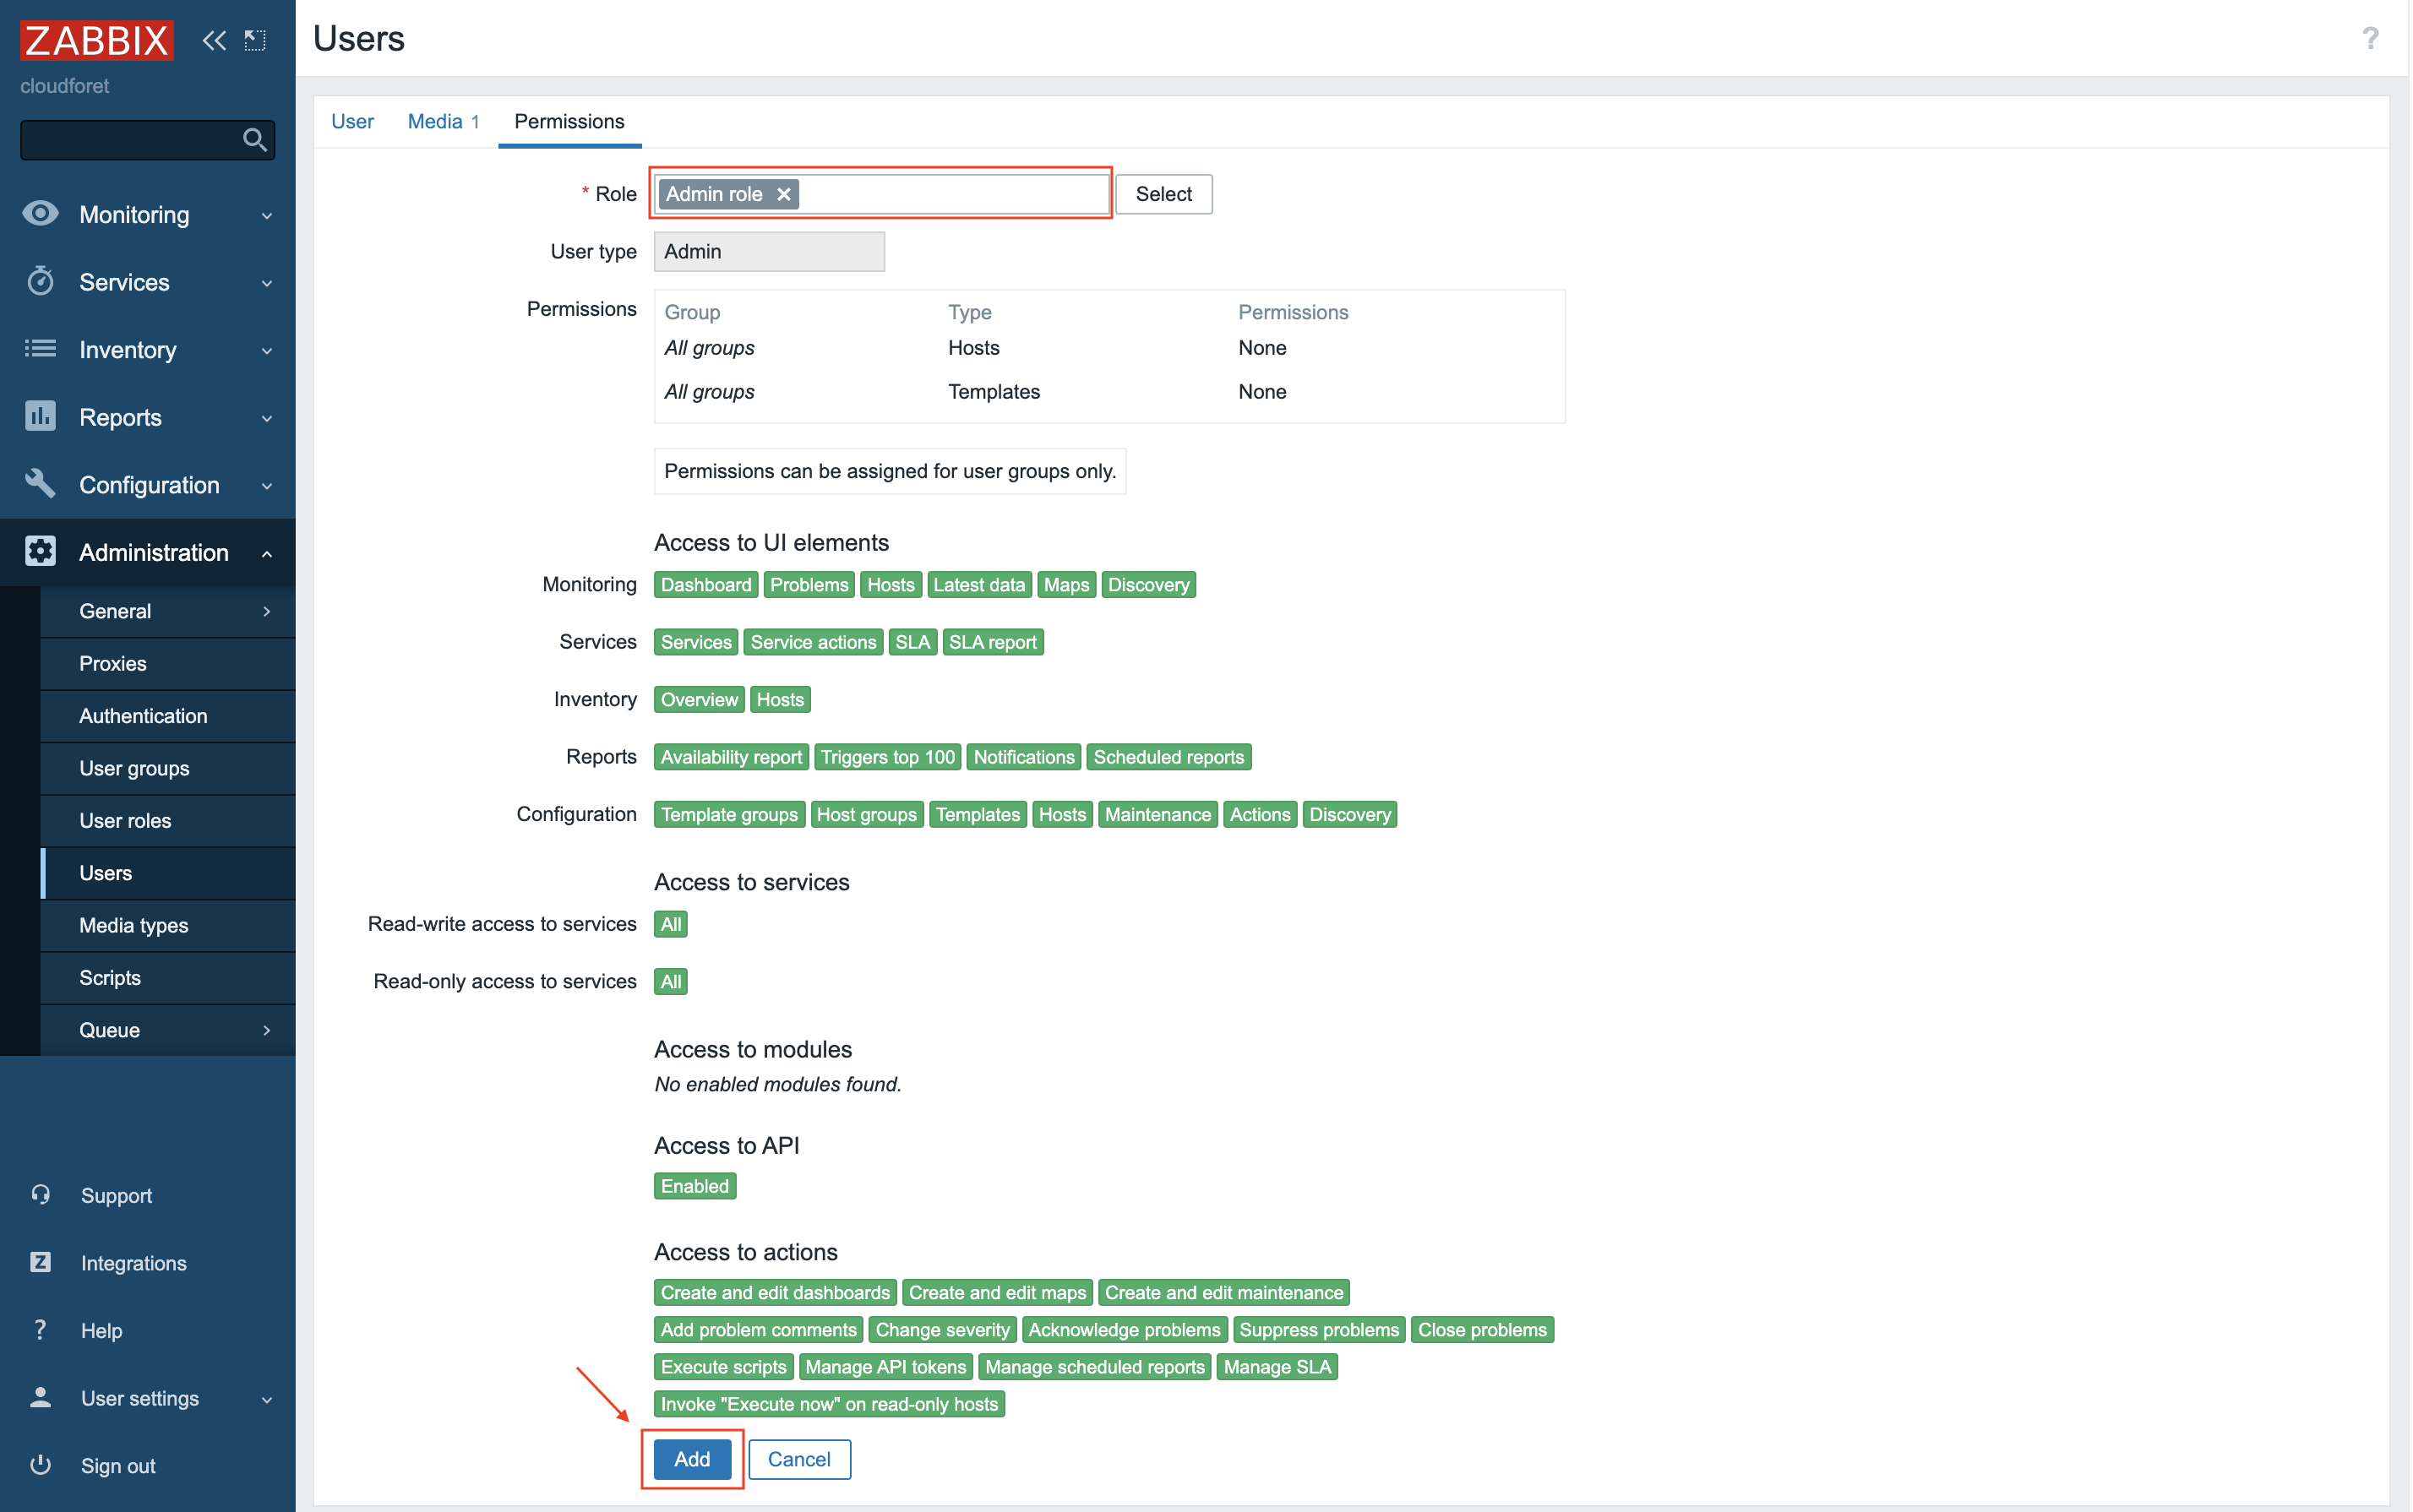 ZABBIX
cloudforet
Monitoring
Services
Inventory
Reports
Configuration
Administration
General
Proxies
Authentication
User groups
User roles
Users
Media types
Scripts
Queue
Support
Integrations
Help
User settings
Sign out
Users
?
User Media 1 Permissions
* Role Admin role Select
User type Admin
Permissions Group Type Permissions
All groups Hosts None
All groups Templates None
Permissions can be assigned for user groups only.
Access to UI elements
Monitoring Dashboard Problems Hosts Latest data Maps Discovery
Services Services Service actions SLA SLA report
Inventory Overview Hosts
Reports Availability report Triggers top 100 Notifications Scheduled reports
Configuration Template groups Host groups Templates Hosts Maintenance Actions Discovery
Access to services
Read-write access to services All
Read-only access to services All
Access to modules
No enabled modules found.
Access to API
Enabled
Access to actions
Create and edit dashboards Create and edit maps Create and edit maintenance
Add problem comments Change severity Acknowledge problems Suppress problems Close problems
Execute scripts Manage API tokens Manage scheduled reports Manage SLA
Invoke "Execute now" on read-only hosts
Add Cancel